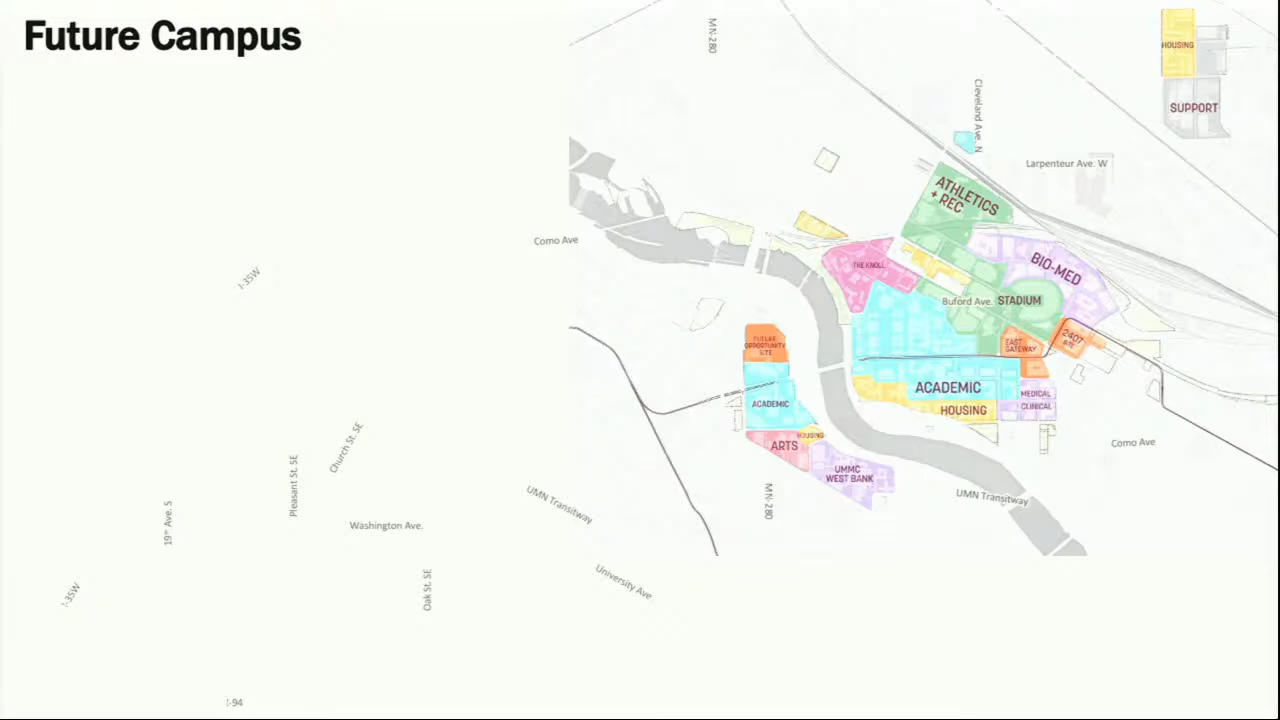 Future Campus
MN-280
HOUSING
SUPPORT
Cleveland Ave. N
Larpenteur Ave. W
ATHLETICS
+ REC
Como Ave
THE KNOLL
BIO-MED
I-35W
Buford Ave.
STADIUM
FUTURE
OPPORTUNITY
SITE
EAST
GATEWAY
2407
ACADEMIC
ACADEMIC
MEDICAL
CLINICAL
HOUSING
HOUSING
ARTS
Como Ave
UMMC
WEST BANK
Church St. SE
Pleasant St. SE
19th Ave. S
MN-280
UMN Transitway
UMN Transitway
Washington Ave.
I-35W
Oak St. SE
University Ave
I-94